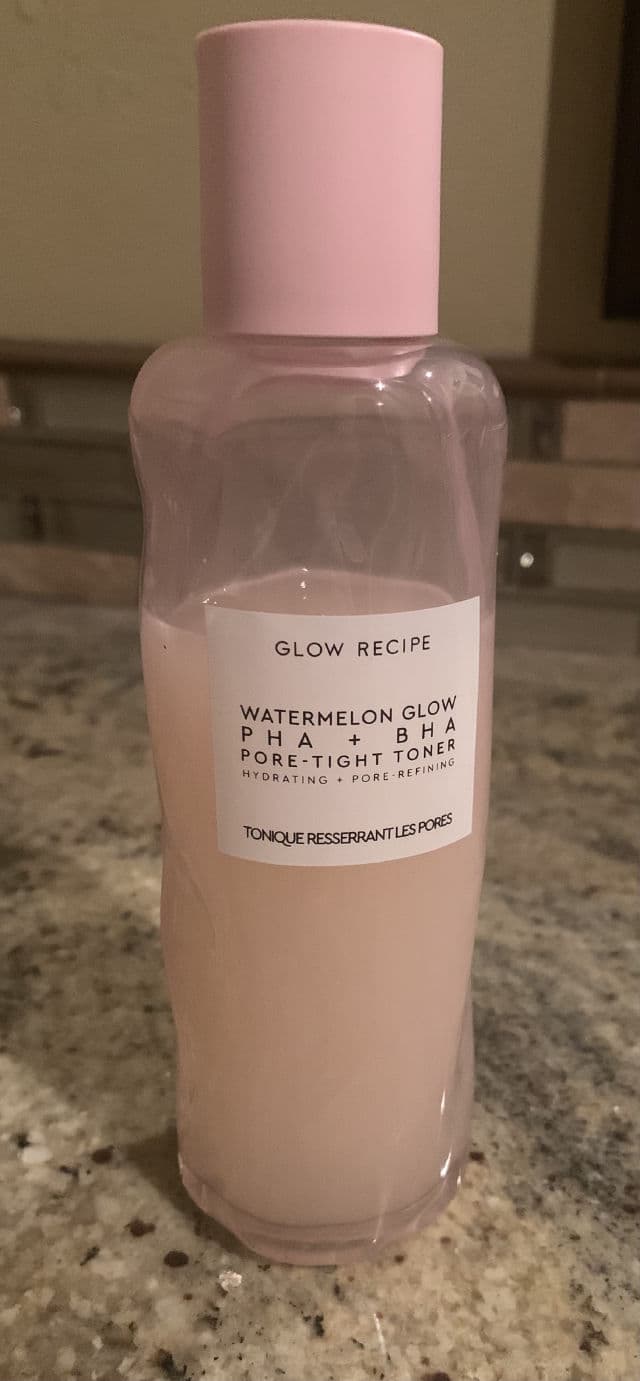 GLOW RECIPE
WATERMELON GLOW
PHA + BHA
PORE-TIGHT TONER
HYDRATING + PORE-REFINING
TONIQUE RESSERRANT LES PORES